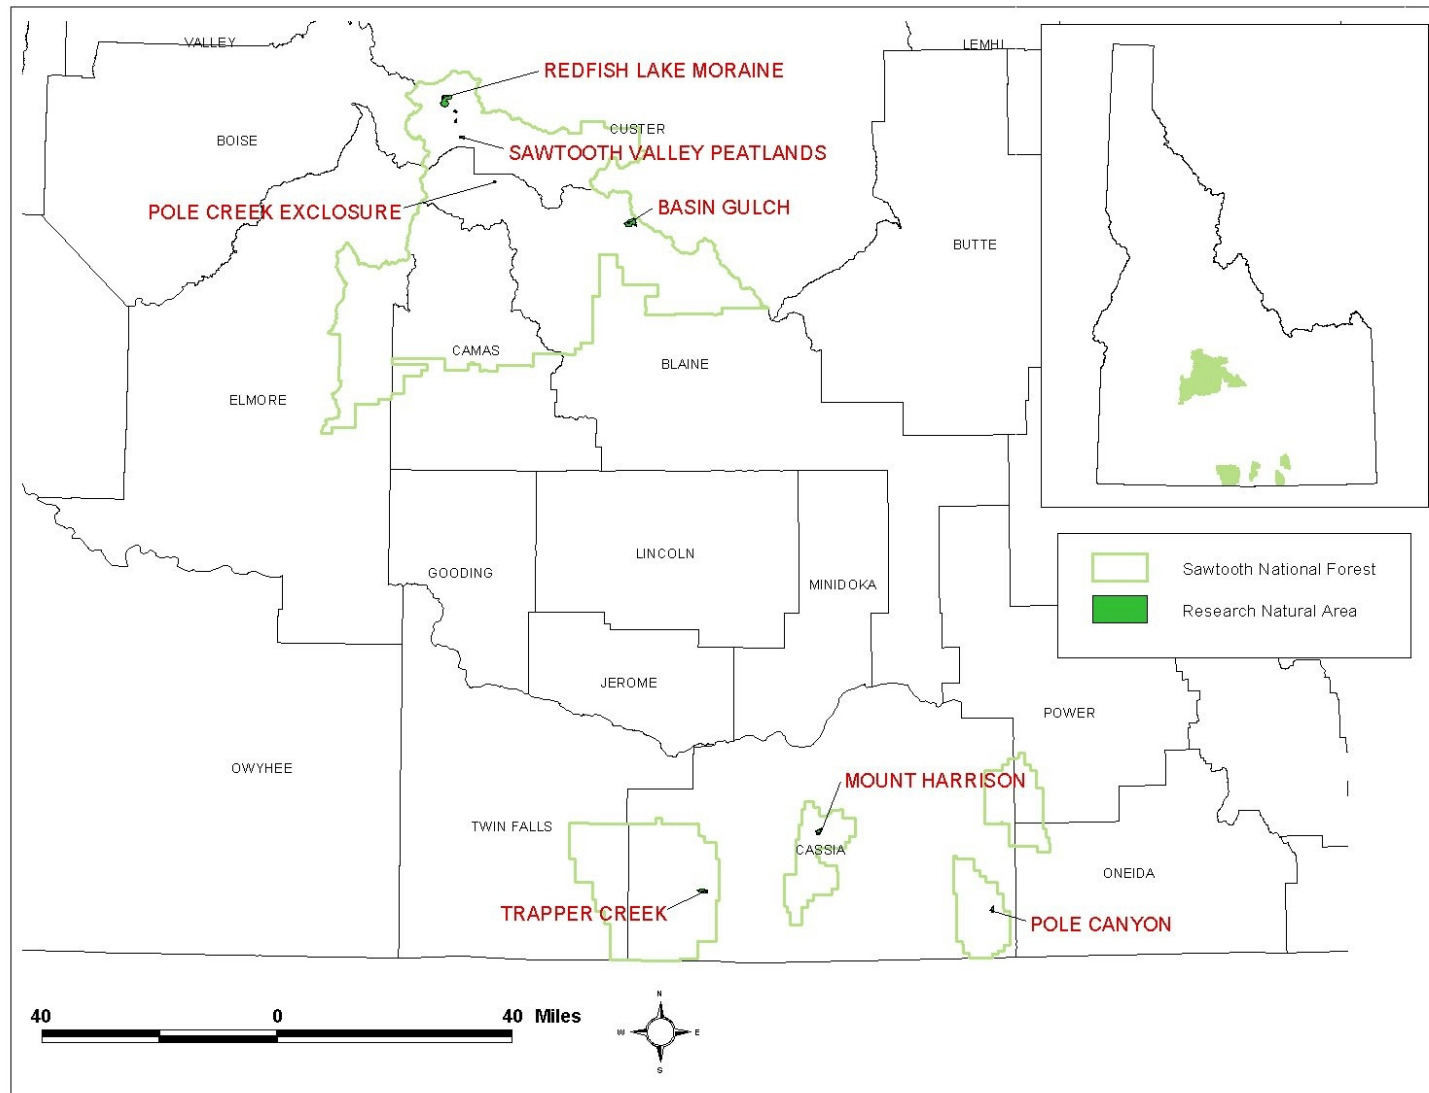 VALLEY
LEMHI
REDFISH LAKE MORAINE
CUSTER
BOISE
SAWTOOTH VALLEY PEATLANDS
POLE CREEK EXCLOSURE
BASIN GULCH
BUTTE
CAMAS
BLAINE
ELMORE
LINCOLN
GOODING
MINIDOKA
Sawtooth National Forest
Research Natural Area
JEROME
POWER
OWYHEE
MOUNT HARRISON
TWIN FALLS
CASSIA
ONEIDA
TRAPPER CREEK
POLE CANYON
40 0 40 Miles
N
W E
S